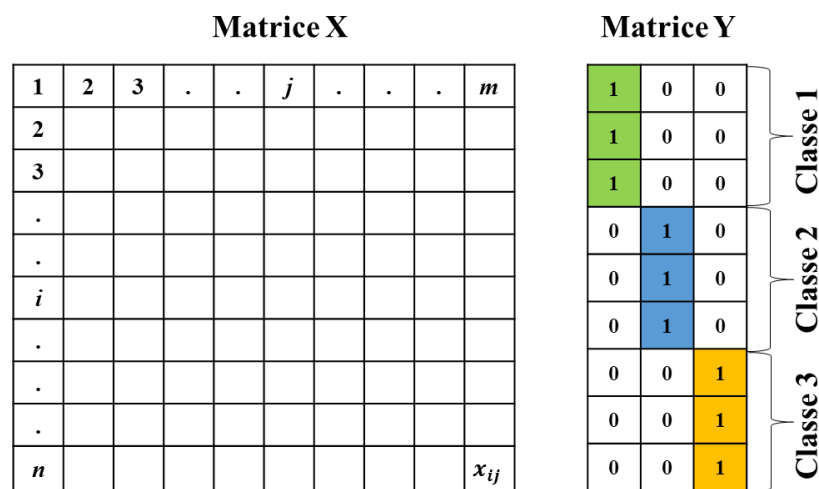 Matrice X
Matrice Y
1 2 3 . . j . . . m
2
3
.
.
i
.
.
.
n x_{ij}
1 0 0
1 0 0
1 0 0
0 1 0
0 1 0
0 1 0
0 0 1
0 0 1
0 0 1
Classe 1
Classe 2
Classe 3